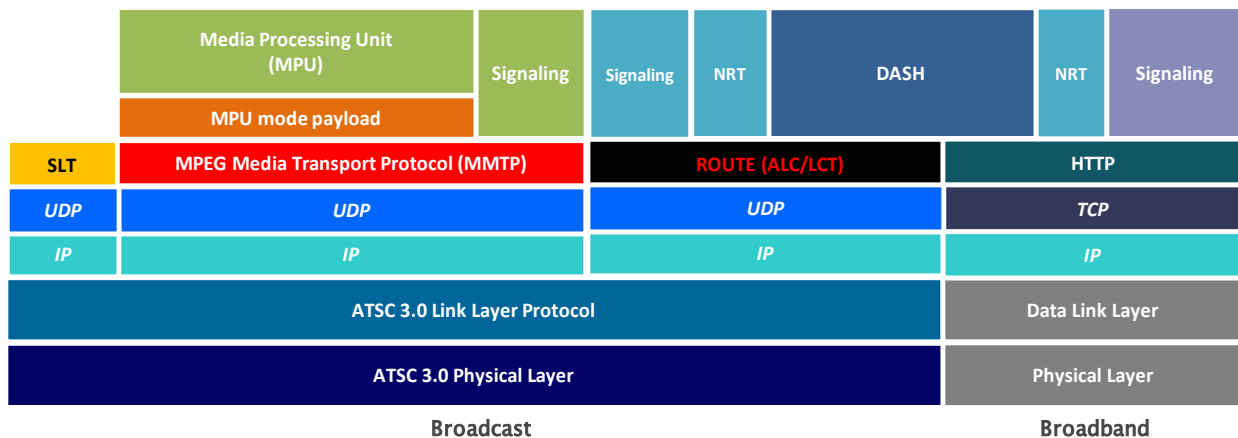 Media Processing Unit
(MPU)
Signaling
Signaling
NRT
DASH
NRT
Signaling
MPU mode payload
SLT
MPEG Media Transport Protocol (MMTP)
ROUTE (ALC/LCT)
HTTP
UDP
UDP
UDP
TCP
IP
IP
IP
IP
ATSC 3.0 Link Layer Protocol
Data Link Layer
ATSC 3.0 Physical Layer
Physical Layer
Broadcast
Broadband